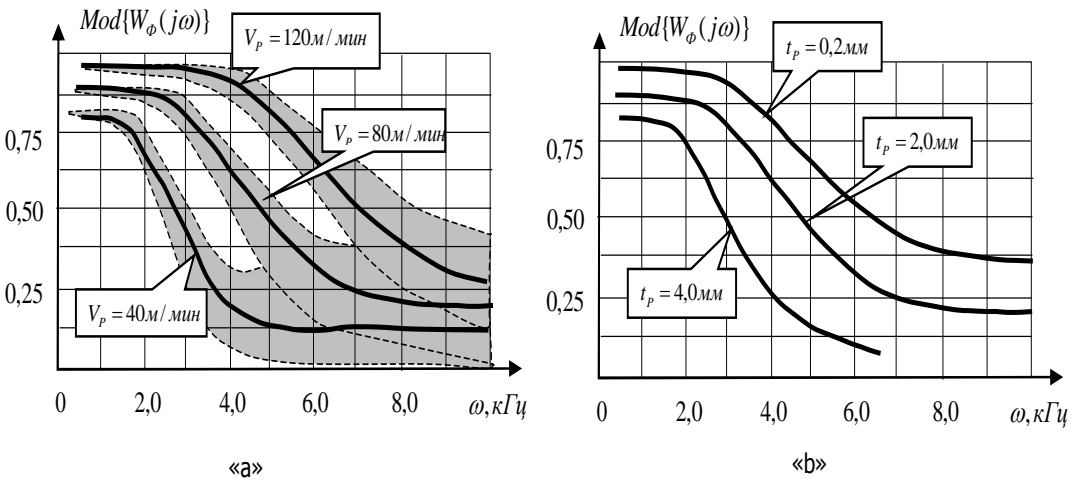 Mod{W_Ф(jω)}
V_P = 120м/мин
V_P = 80м/мин
V_P = 40м/мин
0,75
0,50
0,25
0 2,0 4,0 6,0 8,0 ω,кГц
«a»
Mod{W_Ф(jω)}
t_P = 0,2мм
t_P = 2,0мм
t_P = 4,0мм
0,75
0,50
0,25
0 2,0 4,0 6,0 8,0 ω,кГц
«b»